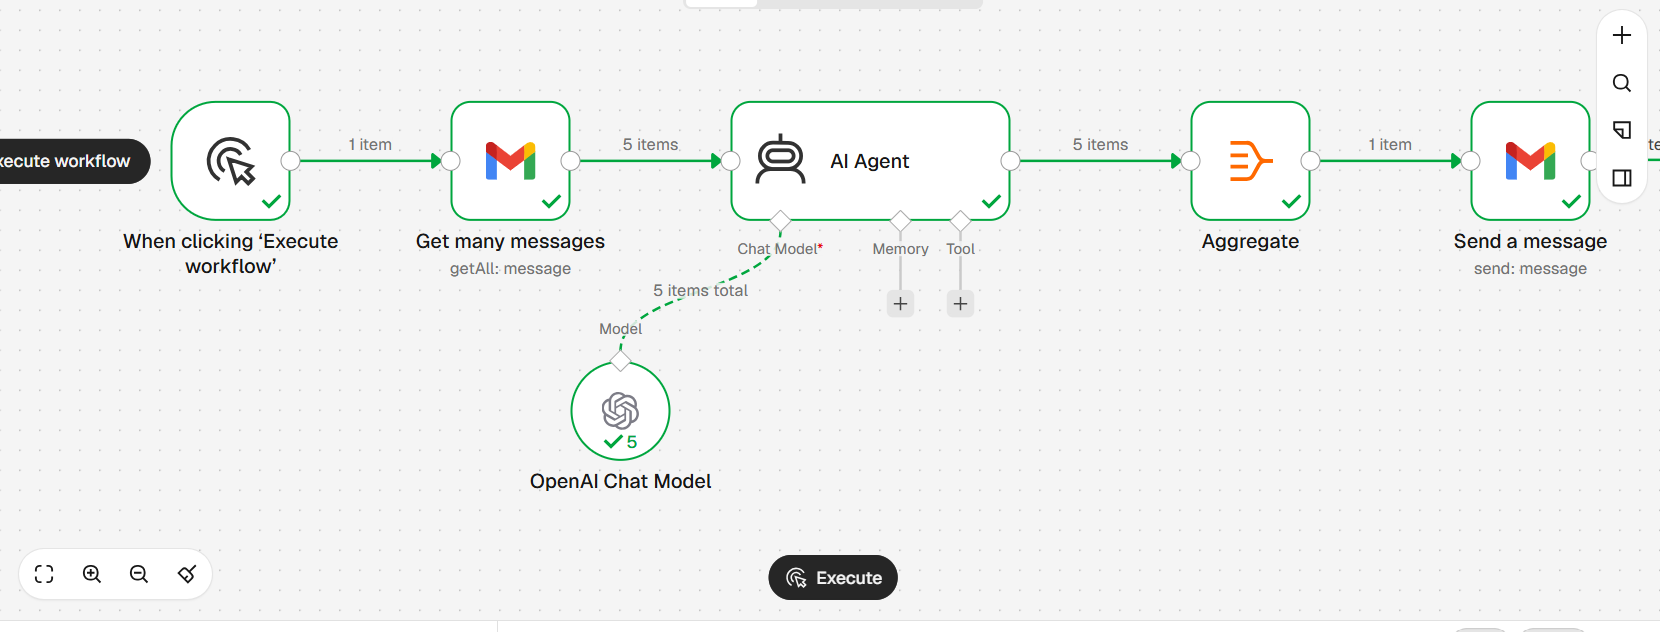 xecute workflow
1 item
5 items
AI Agent
5 items
1 item
te
When clicking ‘Execute
workflow’
Get many messages
getAll: message
Chat Model*
Memory
Tool
Aggregate
Send a message
send: message
5 items total
Model
5
OpenAI Chat Model
Execute